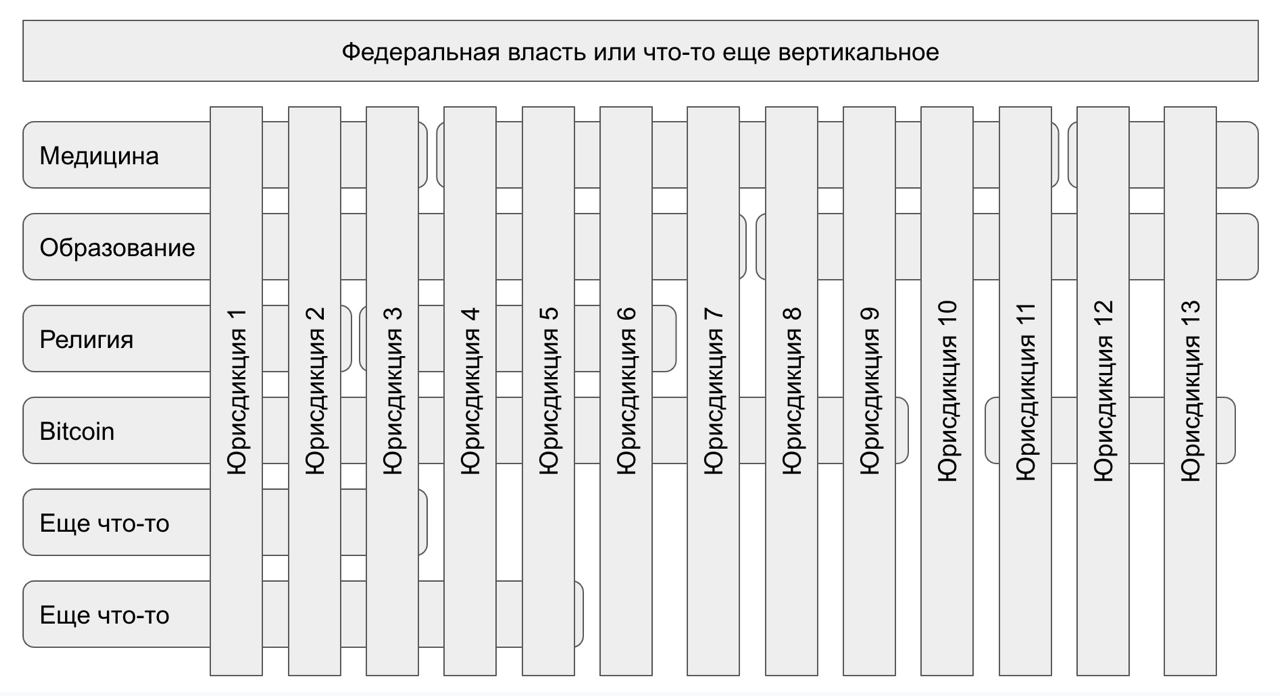 Федеральная власть или что-то еще вертикальное
Медицина
Образование
Религия
Bitcoin
Еще что-то
Еще что-то
Юрисдикция 1
Юрисдикция 2
Юрисдикция 3
Юрисдикция 4
Юрисдикция 5
Юрисдикция 6
Юрисдикция 7
Юрисдикция 8
Юрисдикция 9
Юрисдикция 10
Юрисдикция 11
Юрисдикция 12
Юрисдикция 13